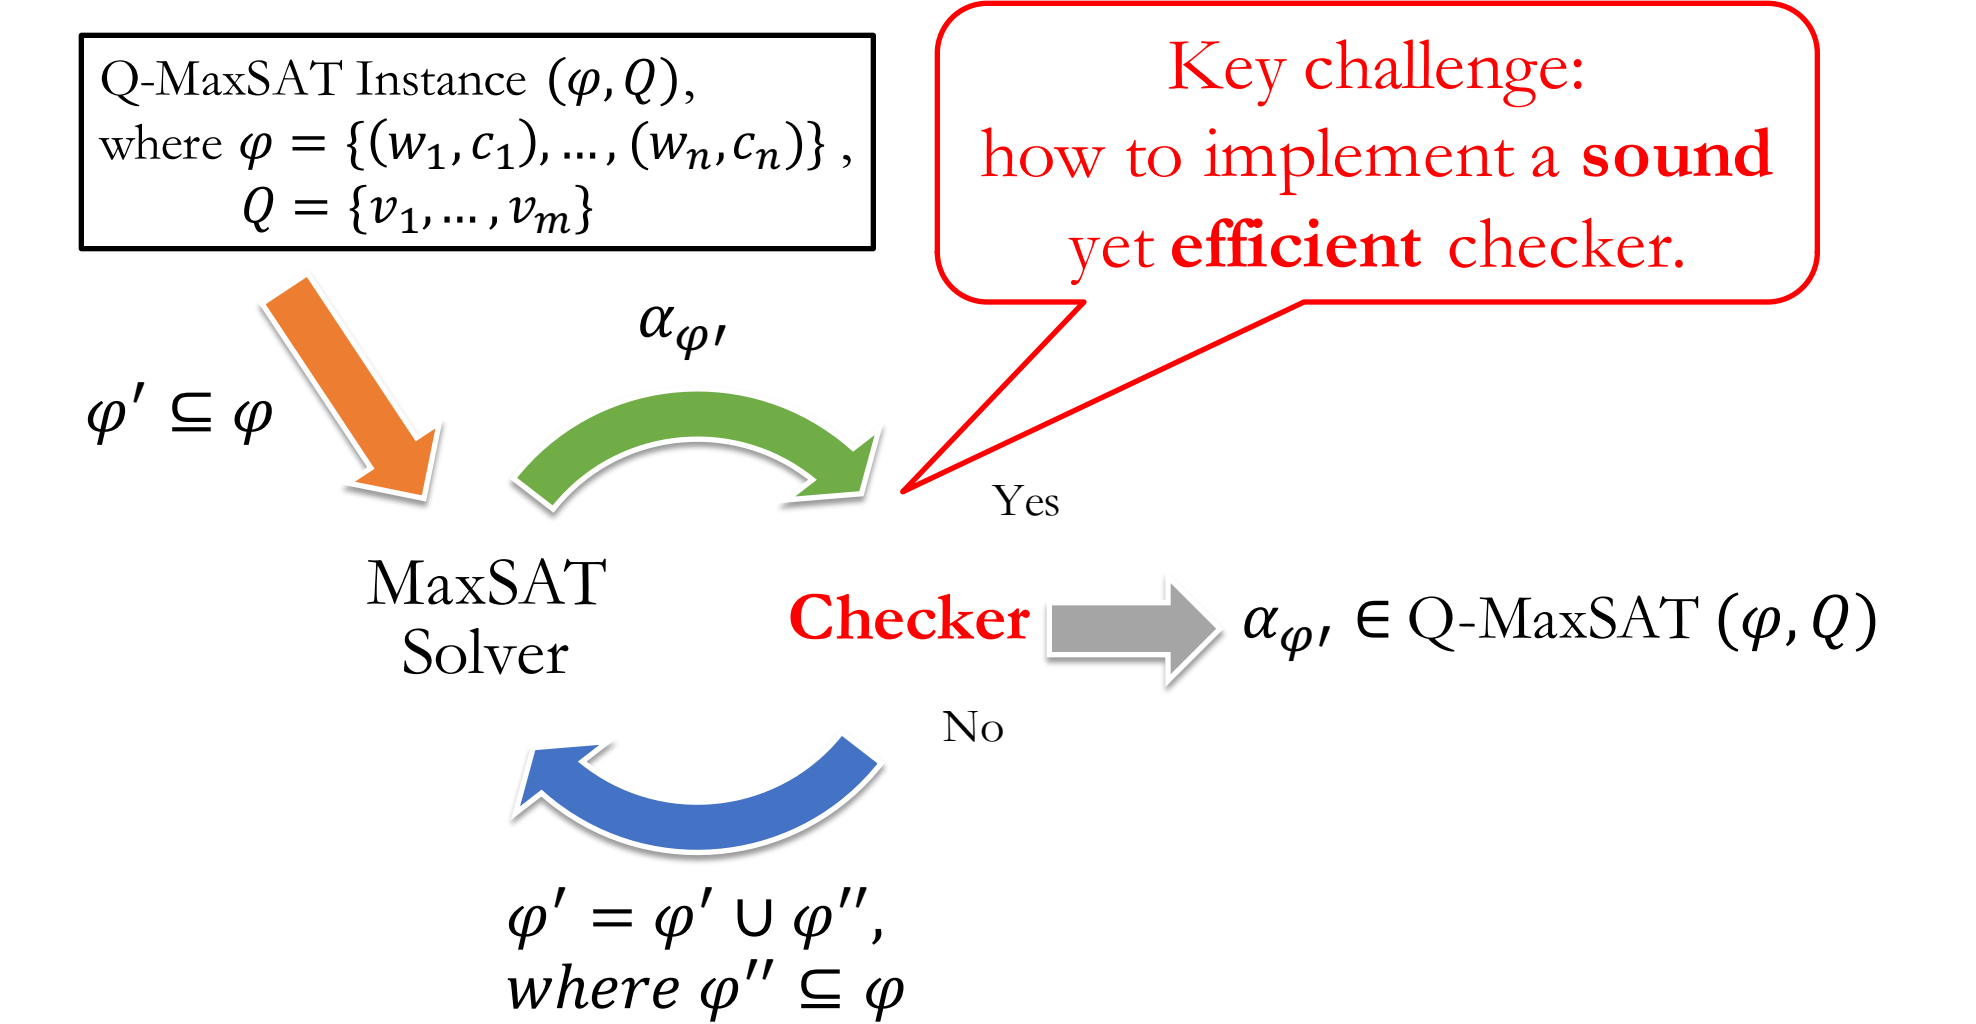 Q-MaxSAT Instance (φ, Q),
where φ = {(w₁, c₁), …, (wₙ, cₙ)} ,
Q = {v₁, … , vₘ}
Key challenge:
how to implement a sound
yet efficient checker.
φ′ ⊆ φ
α_φ′
Yes
MaxSAT
Solver
Checker
α_φ′ ∈ Q-MaxSAT (φ, Q)
No
φ′ = φ′ ∪ φ′′,
where φ′′ ⊆ φ